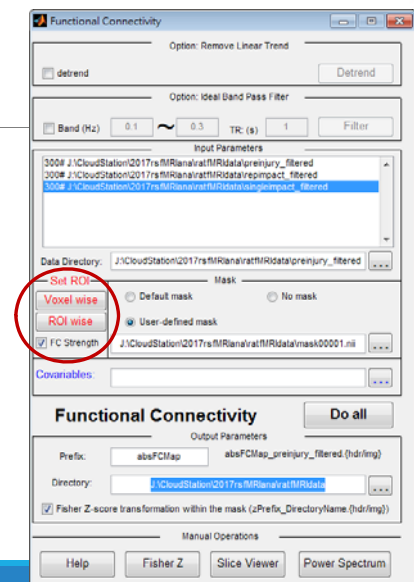 Functional Connectivity
Option: Remove Linear Trend
detrend Detrend
Option: Ideal Band Pass Filter
Band (Hz) 0.1 ~ 0.3 TR: (s) 1 Filter
Input Parameters
300# J:\CloudStation\2017rsfMRIana\ratfMRIdata\preinjury_filtered
300# J:\CloudStation\2017rsfMRIana\ratfMRIdata\repimpact_filtered
300# J:\CloudStation\2017rsfMRIana\ratfMRIdata\singleimpact_filtered
Data Directory: J:\CloudStation\2017rsfMRIana\ratfMRIdata\preinjury_filtered ...
Set ROI Mask
Voxel wise Default mask No mask
ROI wise User-defined mask
FC Strength J:\CloudStation\2017rsfMRIana\ratfMRIdata\mask00001.nii ...
Covariables: ...
Functional Connectivity Do all
Output Parameters
Prefix: absFCMap absFCMap_preinjury_filtered.{hdr/img}
Directory: J:\CloudStation\2017rsfMRIana\ratfMRIdata ...
Fisher Z-score transformation within the mask (zPrefix_DirectoryName.{hdr/img})
Manual Operations
Help Fisher Z Slice Viewer Power Spectrum